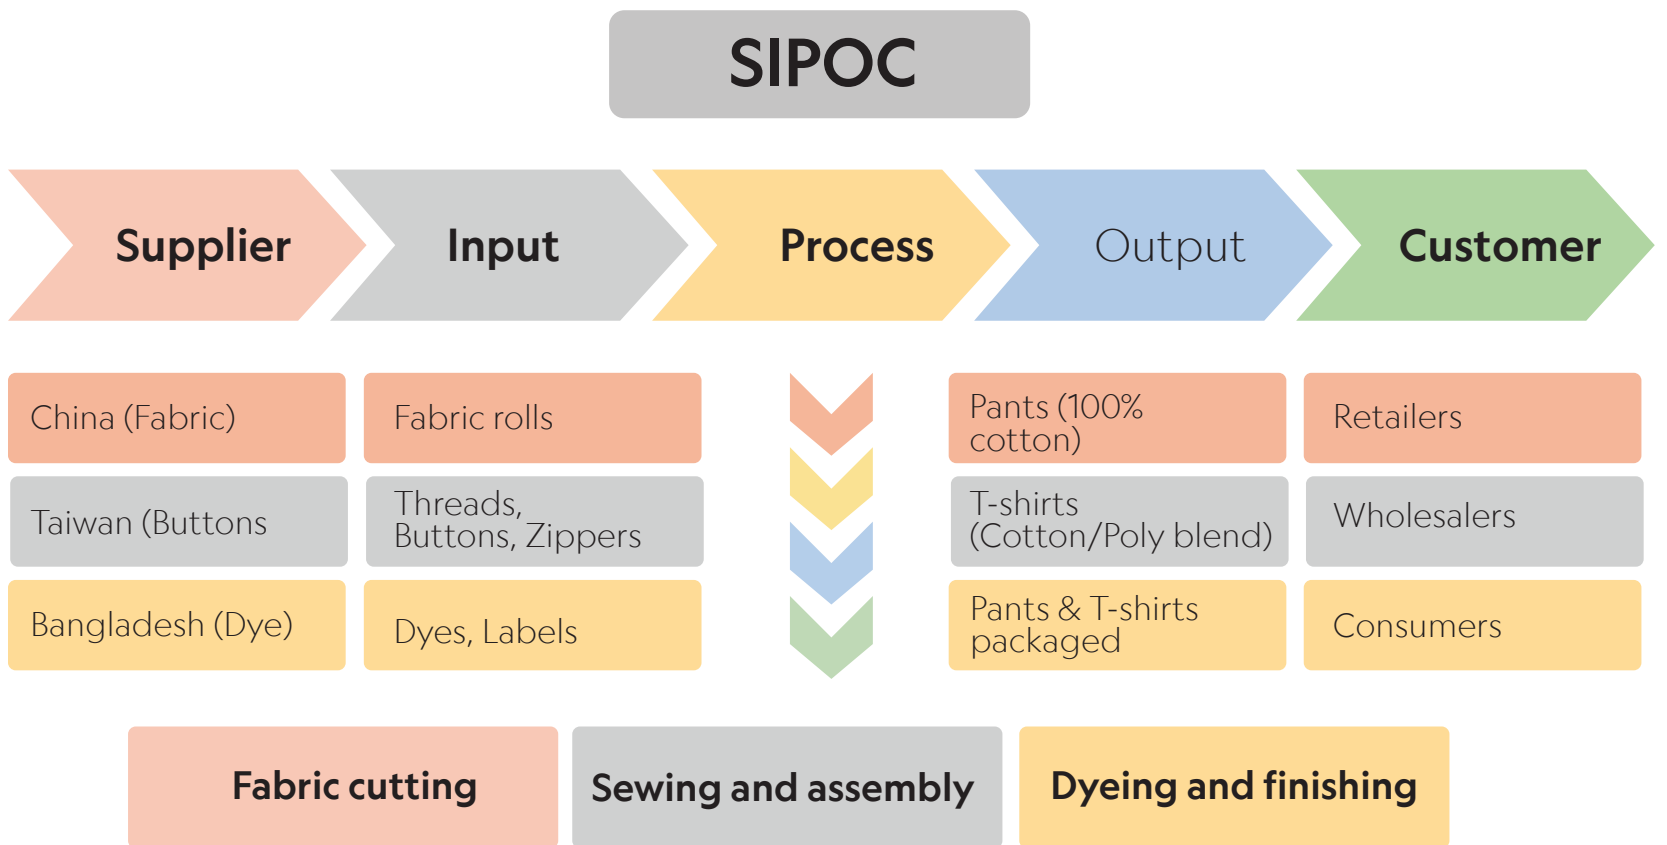 SIPOC
Supplier
Input
Process
Output
Customer
China (Fabric)
Fabric rolls
Pants (100%
cotton)
Retailers
Taiwan (Buttons
Threads,
Buttons, Zippers
T-shirts
(Cotton/Poly blend)
Wholesalers
Bangladesh (Dye)
Dyes, Labels
Pants & T-shirts
packaged
Consumers
Fabric cutting
Sewing and assembly
Dyeing and finishing